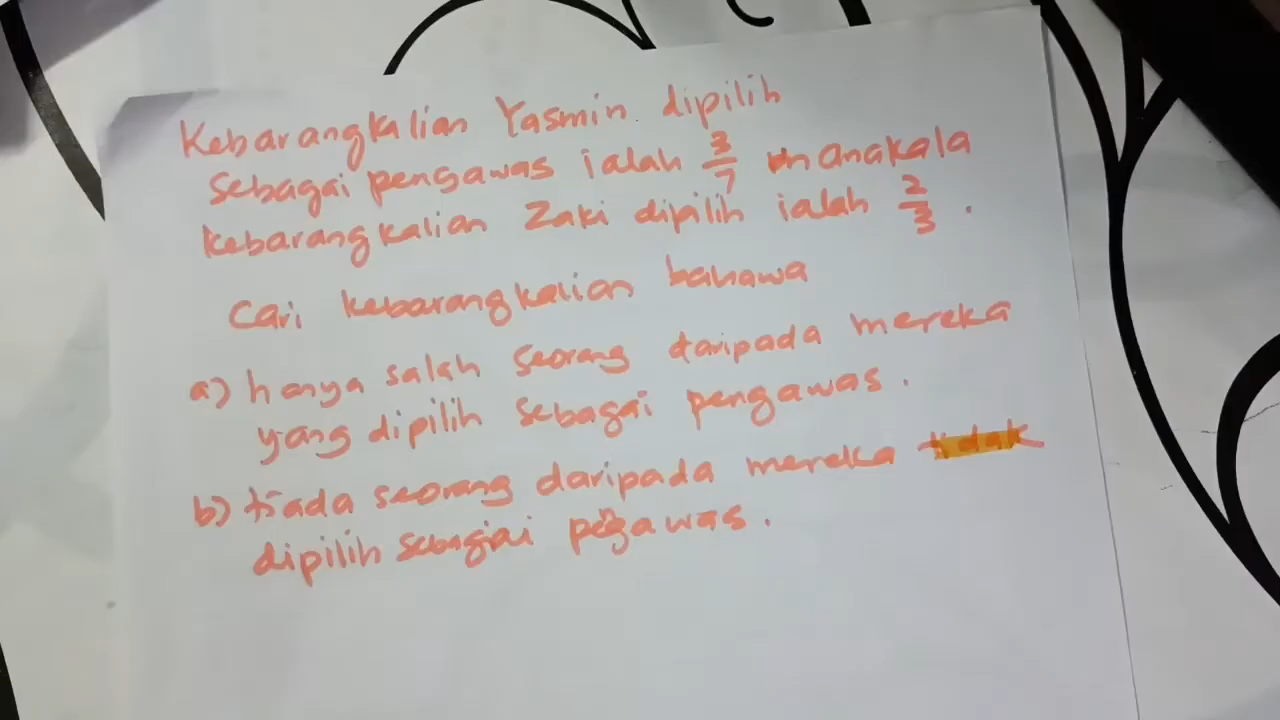 Kebarangkalian Yasmin dipilih
sebagai pengawas ialah 3/7 manakala
kebarangkalian Zaki dipilih ialah 2/3.
Cari kebarangkalian bahawa
a) hanya salah seorang daripada mereka
yang dipilih sebagai pengawas.
b) tiada seorang daripada mereka tidak
dipilih sebagai pegawas.